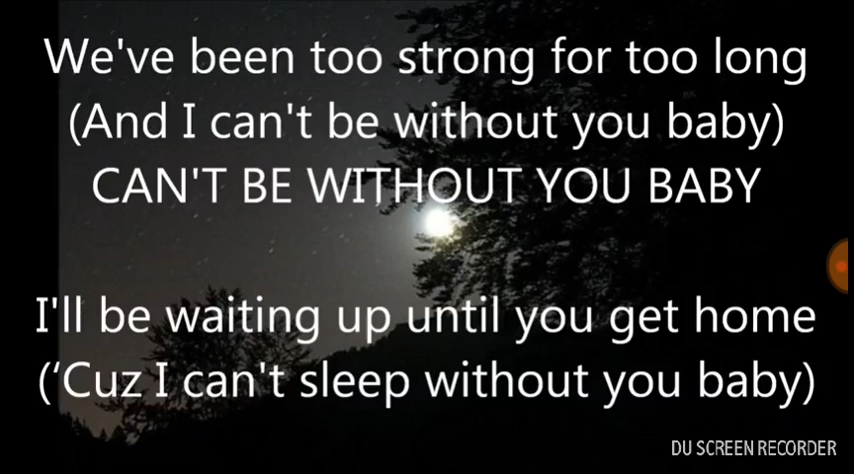 We've been too strong for too long
(And I can't be without you baby)
CAN'T BE WITHOUT YOU BABY
I'll be waiting up until you get home
(‘Cuz I can't sleep without you baby)
DU SCREEN RECORDER